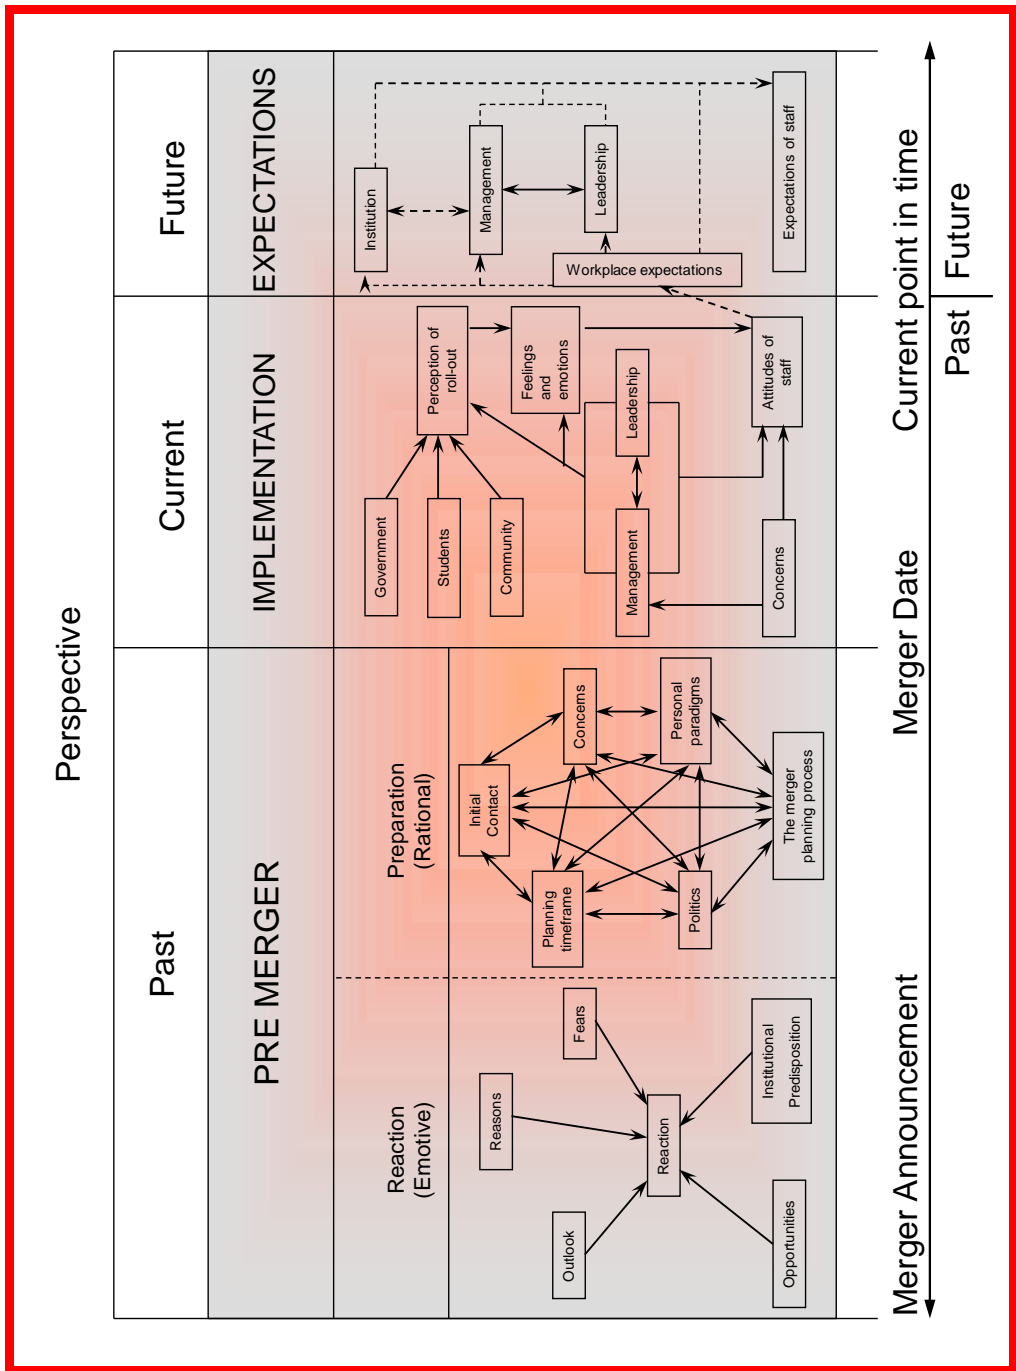 Perspective
Past
Current
Future
PRE MERGER
IMPLEMENTATION
EXPECTATIONS
Reaction
(Emotive)
Preparation
(Rational)
Outlook
Reasons
Fears
Reaction
Opportunities
Institutional
Predisposition
Initial
Contact
Planning
timeframe
Concerns
Politics
Personal
paradigms
The merger
planning process
Government
Students
Community
Perception of
roll-out
Feelings
and
emotions
Management
Leadership
Concerns
Attitudes of
staff
Institution
Management
Leadership
Workplace expectations
Expectations of staff
Merger Announcement
Merger Date
Current point in time
Past
Future